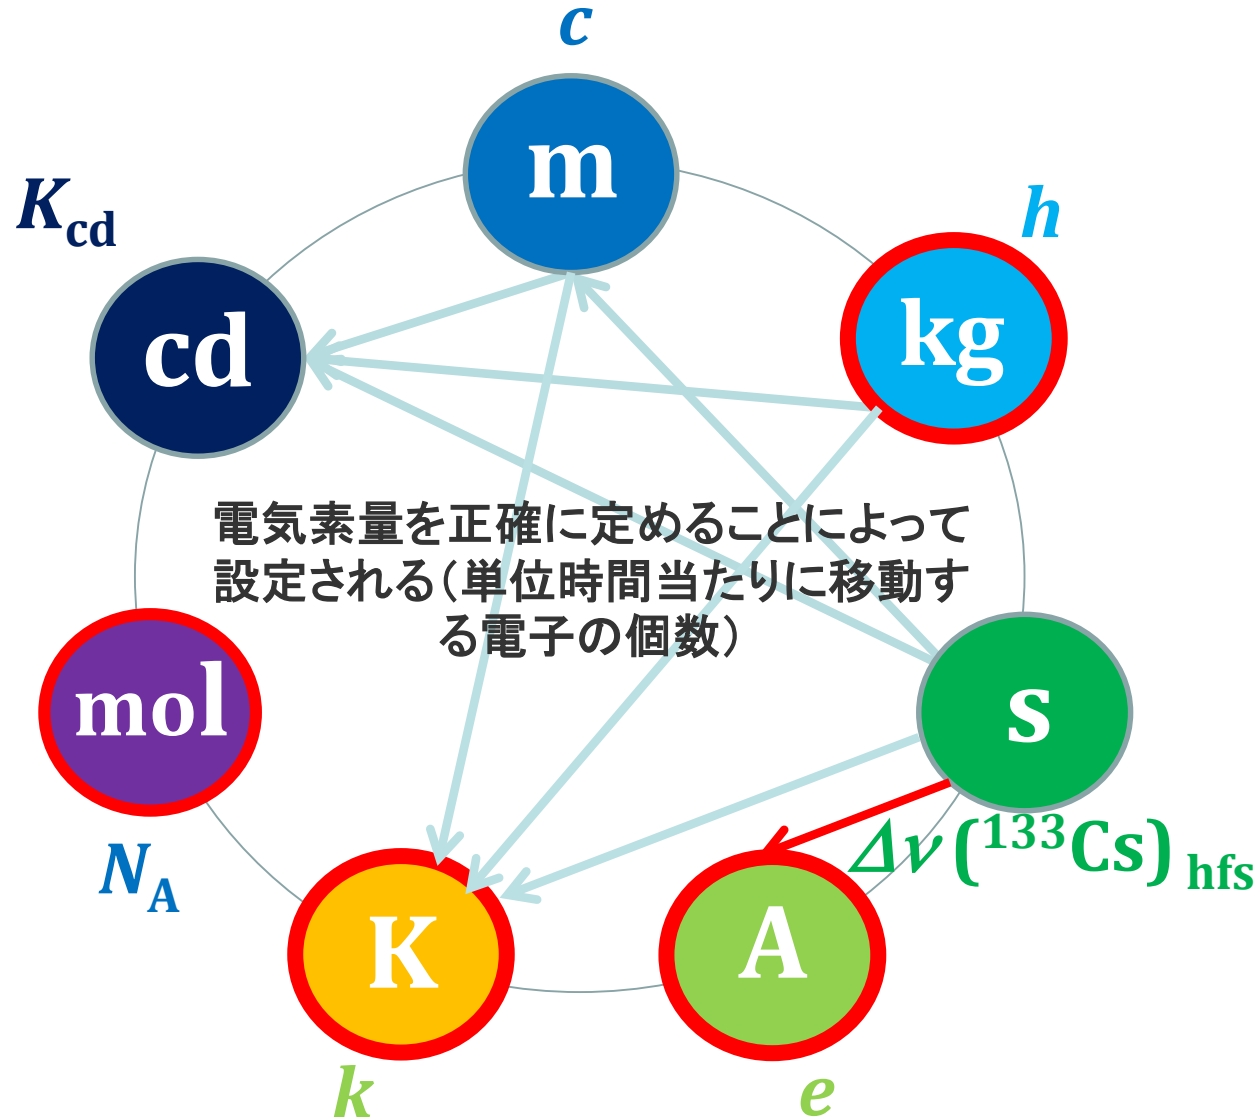 c
m
h
K cd
kg
cd
電気素量を正確に定めることによって
設定される(単位時間当たりに移動す
る電子の個数)
mol
s
Δν (¹³³Cs) hfs
N A
K
A
k
e